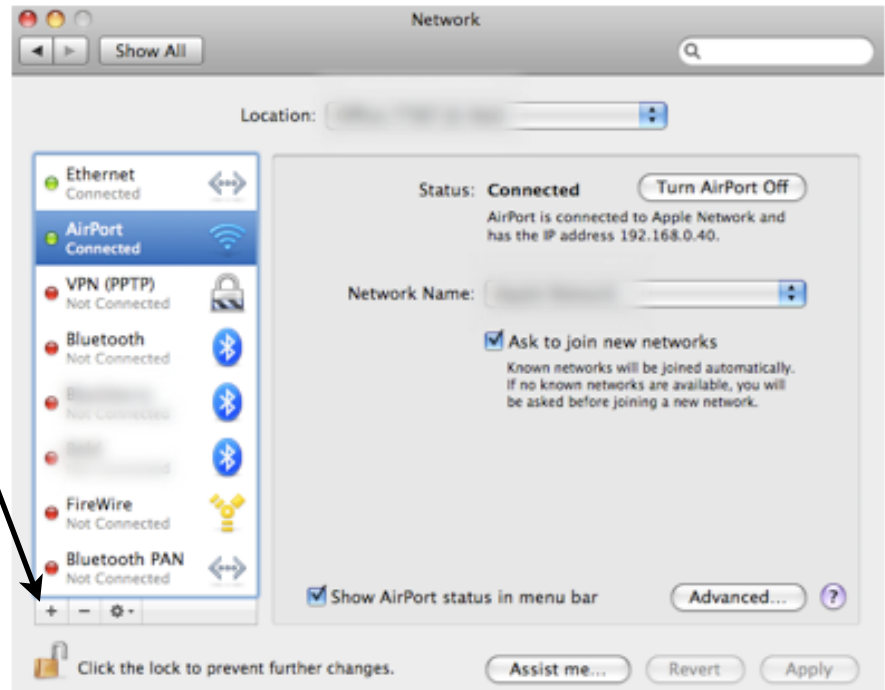 Network
Show All
Location:
Ethernet
Connected
AirPort
Connected
VPN (PPTP)
Not Connected
Bluetooth
Not Connected
Not Connected
FireWire
Not Connected
Bluetooth PAN
Not Connected
+ −
Status: Connected
Turn AirPort Off
AirPort is connected to Apple Network and
has the IP address 192.168.0.40.
Network Name:
Ask to join new networks
Known networks will be joined automatically.
If no known networks are available, you will
be asked before joining a new network.
Show AirPort status in menu bar
Advanced...
?
Click the lock to prevent further changes.
Assist me...
Revert
Apply